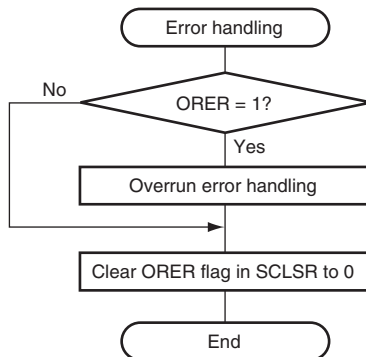 Error handling
No
ORER = 1?
Yes
Overrun error handling
Clear ORER flag in SCLSR to 0
End